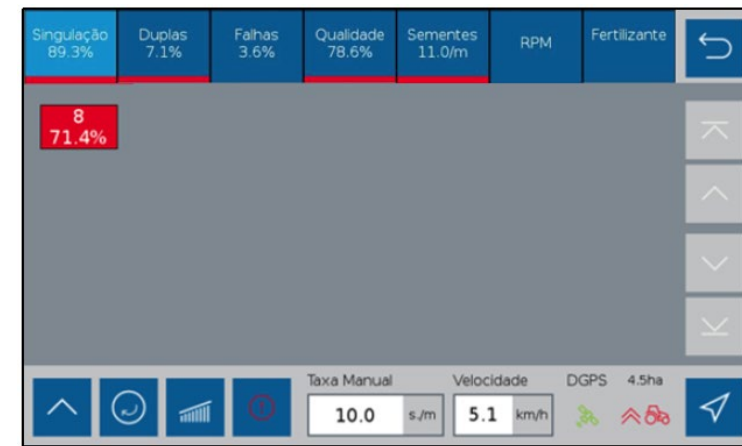 Singulação
89.3%
Duplas
7.1%
Falhas
3.6%
Qualidade
78.6%
Sementes
11.0/m
RPM
Fertilizante
8
71.4%
Taxa Manual
10.0 s./m
Velocidade
5.1 km/h
DGPS
4.5ha